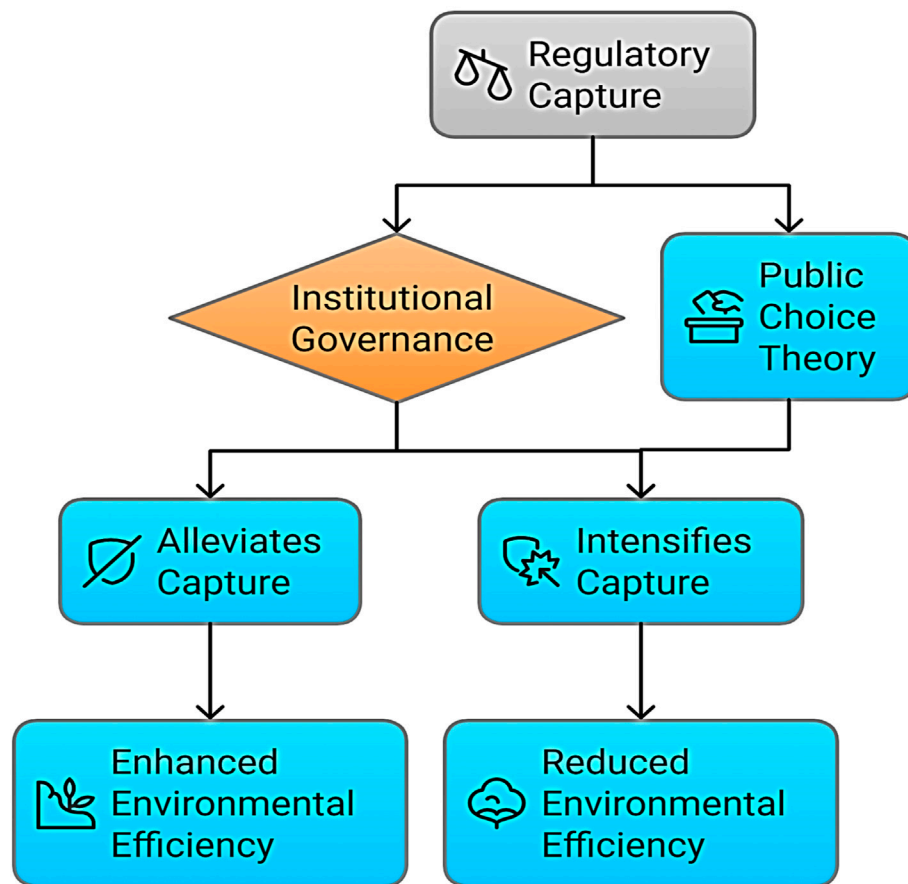 Regulatory
Capture
Institutional
Governance
Public
Choice
Theory
Alleviates
Capture
Intensifies
Capture
Enhanced
Environmental
Efficiency
Reduced
Environmental
Efficiency